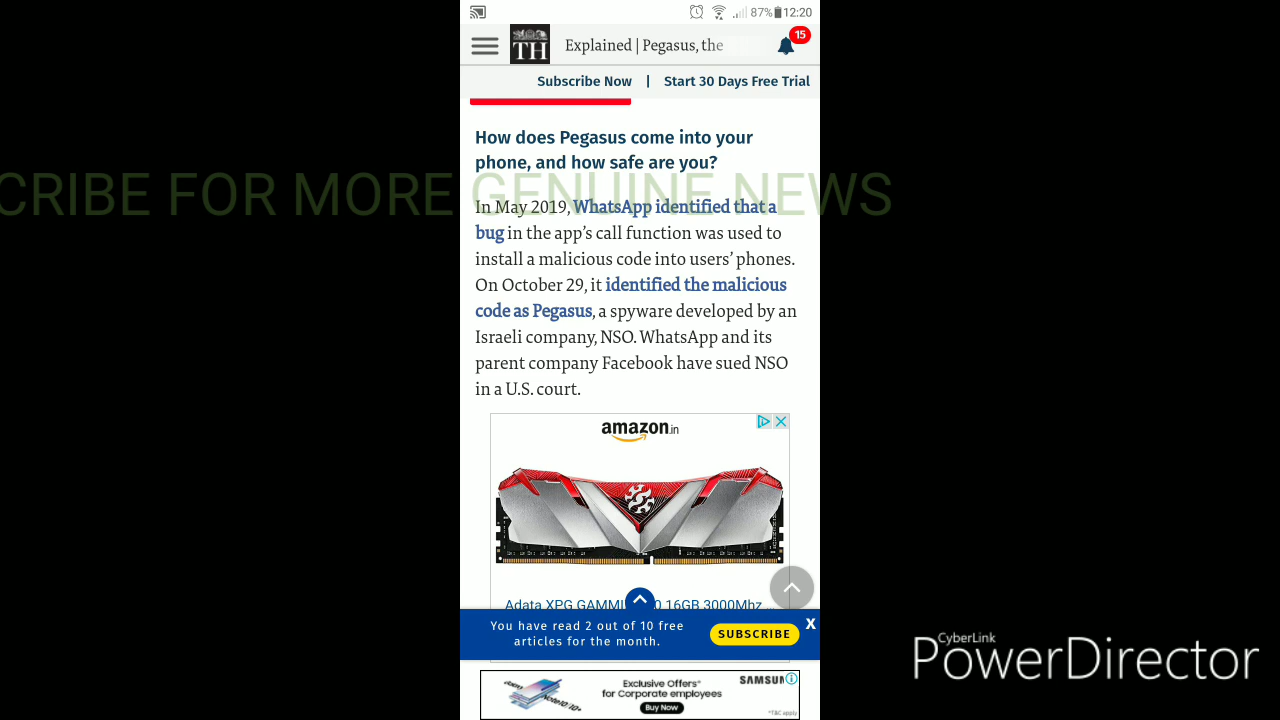 87% 12:20
TH
Explained | Pegasus, the
15
Subscribe Now | Start 30 Days Free Trial
How does Pegasus come into your
phone, and how safe are you?
CRIBE FOR MORE GENUINE NEWS
In May 2019, WhatsApp identified that a
bug in the app’s call function was used to
install a malicious code into users’ phones.
On October 29, it identified the malicious
code as Pegasus, a spyware developed by an
Israeli company, NSO. WhatsApp and its
parent company Facebook have sued NSO
in a U.S. court.
amazon.in
Adata XPG 16GB 3000Mhz ...
You have read 2 out of 10 free
articles for the month.
SUBSCRIBE
X
Exclusive Offers*
for Corporate employees
Buy Now
SAMSUN
*T&C apply
CyberLink
PowerDirector